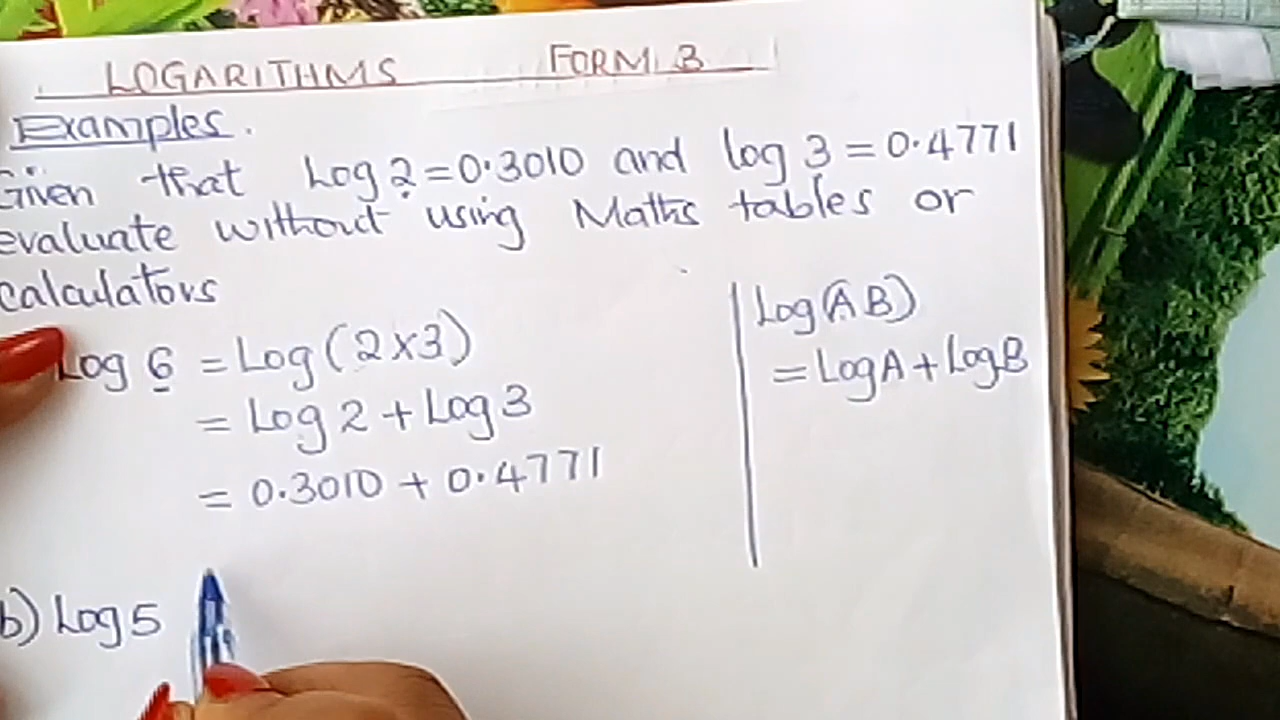 LOGARITHMS FORM 3
Examples.
Given that Log 2 = 0.3010 and log 3 = 0.4771
evaluate without using Maths tables or
calculators
Log 6 = Log (2x3)
= Log 2 + Log 3
= 0.3010 + 0.4771
b) Log 5
Log(AB)
= Log A + Log B